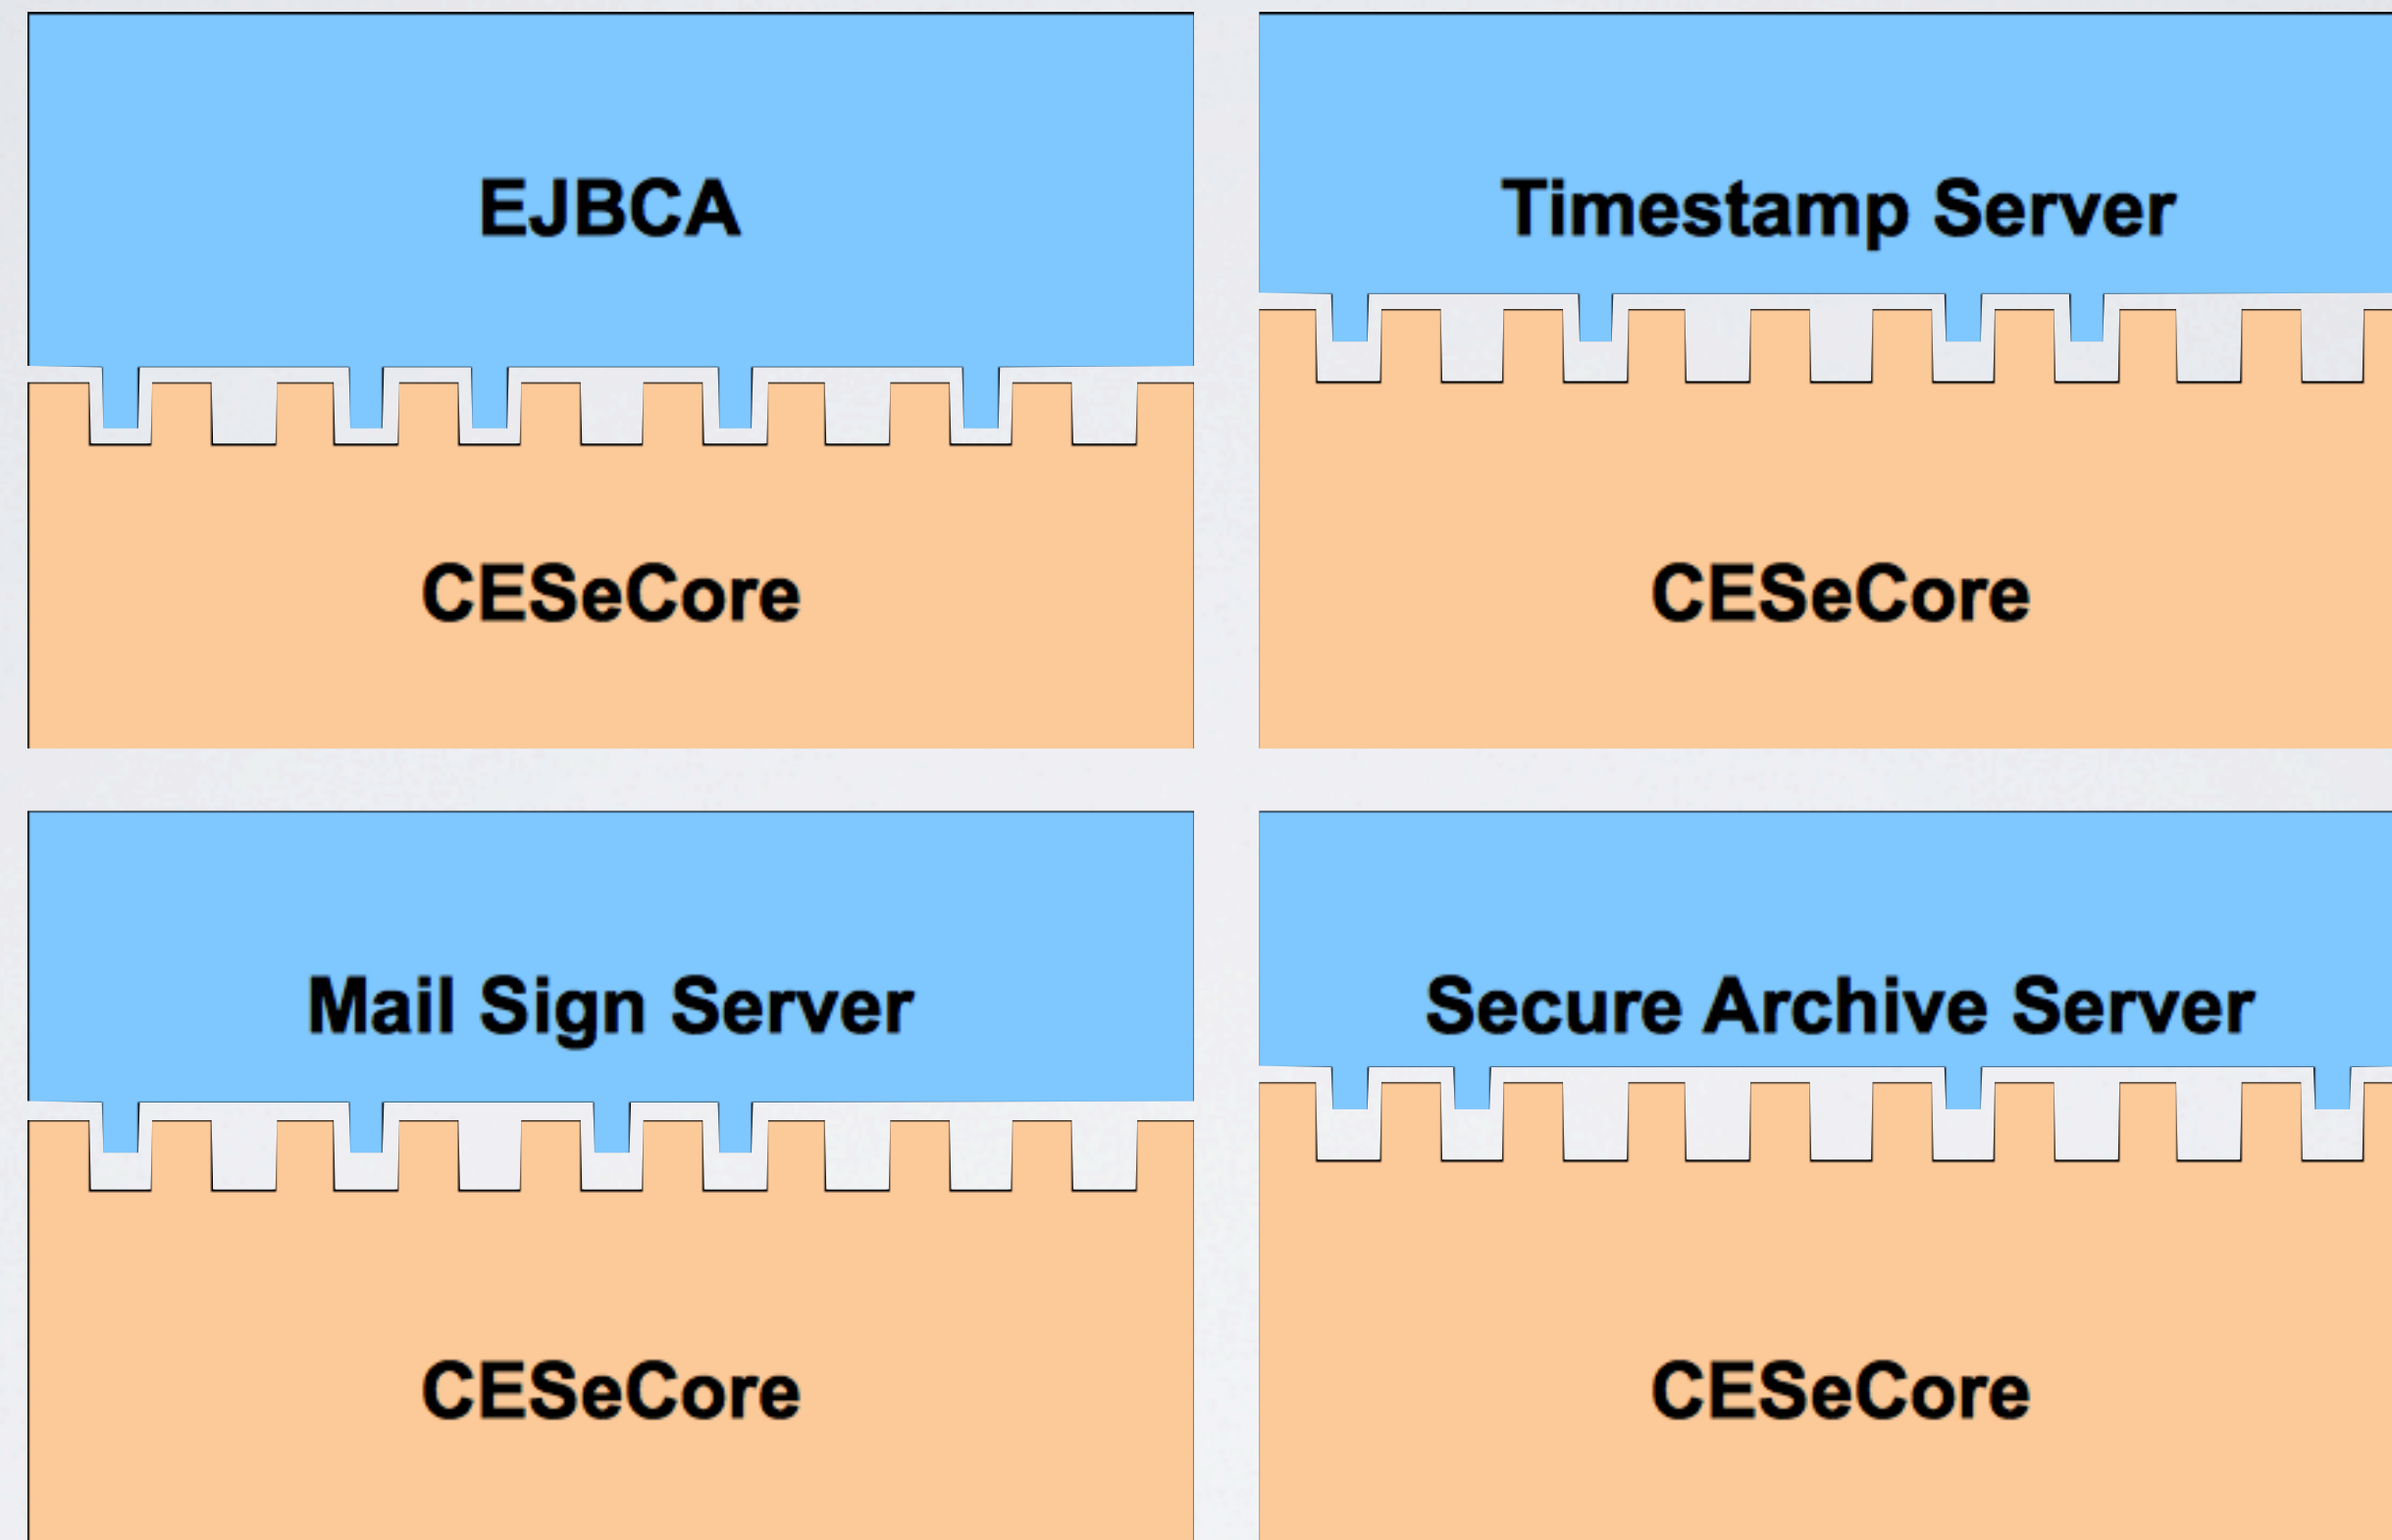 EJBCA
CESeCore
Timestamp Server
CESeCore
Mail Sign Server
CESeCore
Secure Archive Server
CESeCore